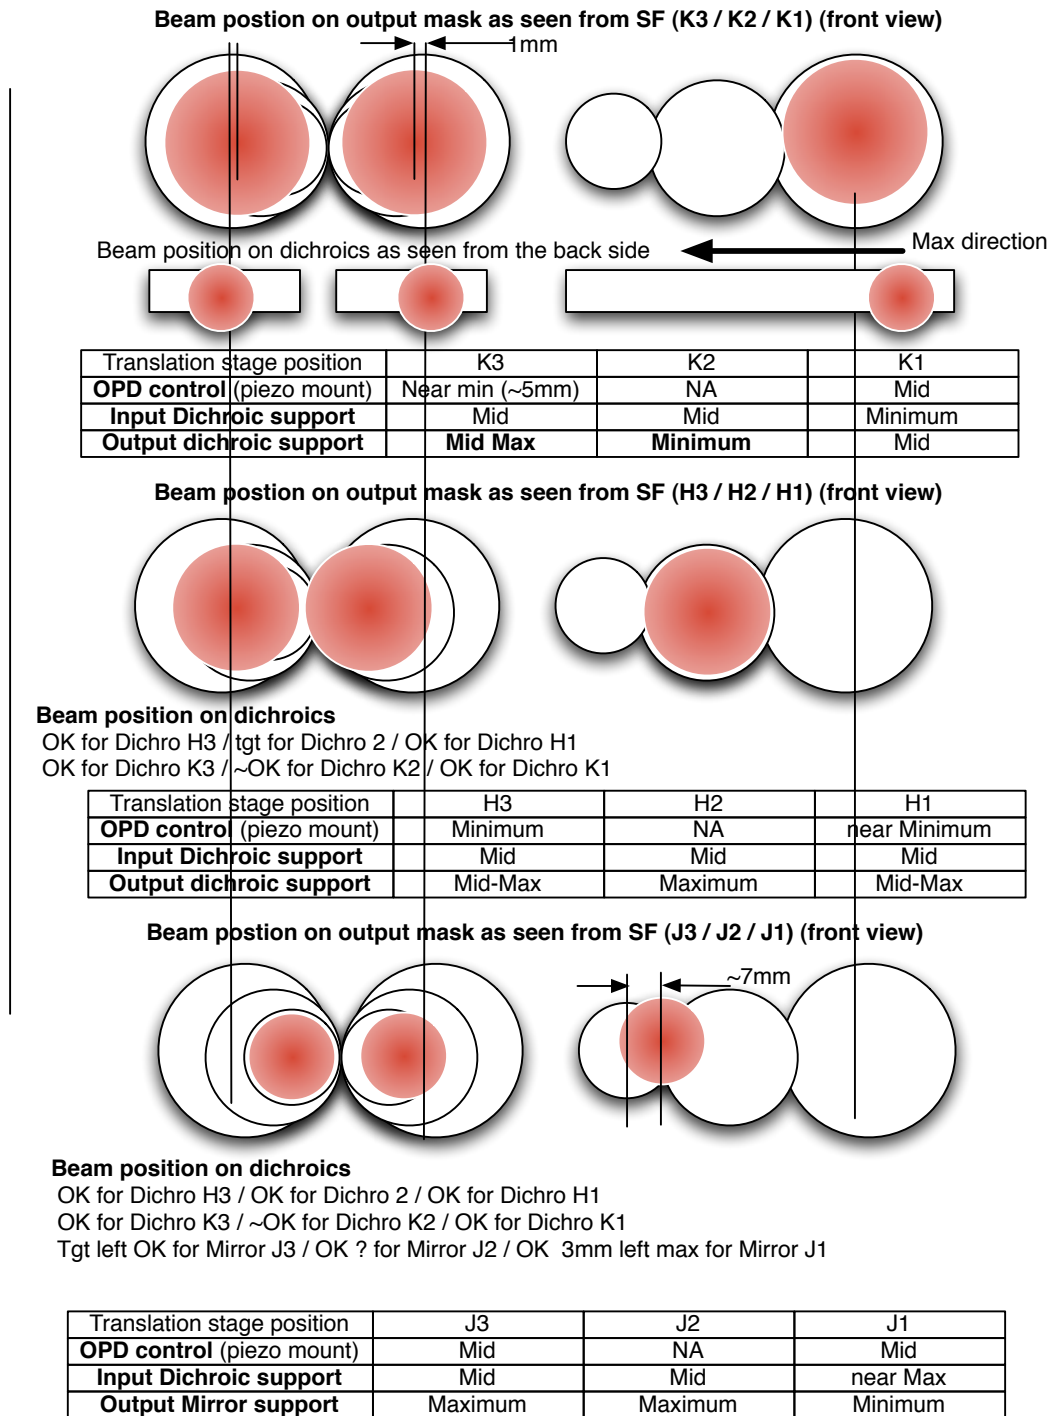 Beam postion on output mask as seen from SF (K3 / K2 / K1) (front view)
1mm
Beam position on dichroics as seen from the back side
Max direction
Translation stage position K3 K2 K1
OPD control (piezo mount) Near min (~5mm) NA Mid
Input Dichroic support Mid Mid Minimum
Output dichroic support Mid Max Minimum Mid
Beam postion on output mask as seen from SF (H3 / H2 / H1) (front view)
Beam position on dichroics
OK for Dichro H3 / tgt for Dichro 2 / OK for Dichro H1
OK for Dichro K3 / ~OK for Dichro K2 / OK for Dichro K1
Translation stage position H3 H2 H1
OPD control (piezo mount) Minimum NA near Minimum
Input Dichroic support Mid Mid Mid
Output dichroic support Mid-Max Maximum Mid-Max
Beam postion on output mask as seen from SF (J3 / J2 / J1) (front view)
~7mm
Beam position on dichroics
OK for Dichro H3 / OK for Dichro 2 / OK for Dichro H1
OK for Dichro K3 / ~OK for Dichro K2 / OK for Dichro K1
Tgt left OK for Mirror J3 / OK ? for Mirror J2 / OK 3mm left max for Mirror J1
Translation stage position J3 J2 J1
OPD control (piezo mount) Mid NA Mid
Input Dichroic support Mid Mid near Max
Output Mirror support Maximum Maximum Minimum